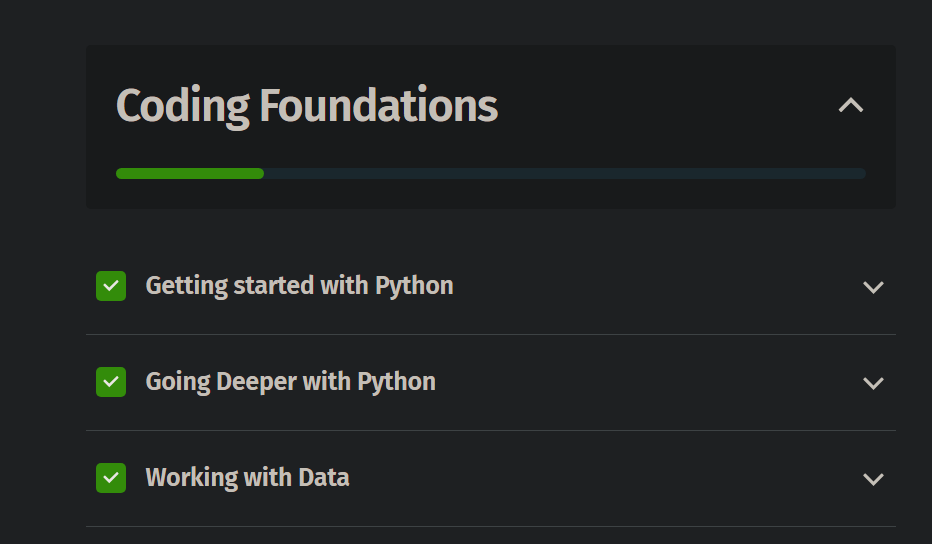 Coding Foundations
Getting started with Python
Going Deeper with Python
Working with Data